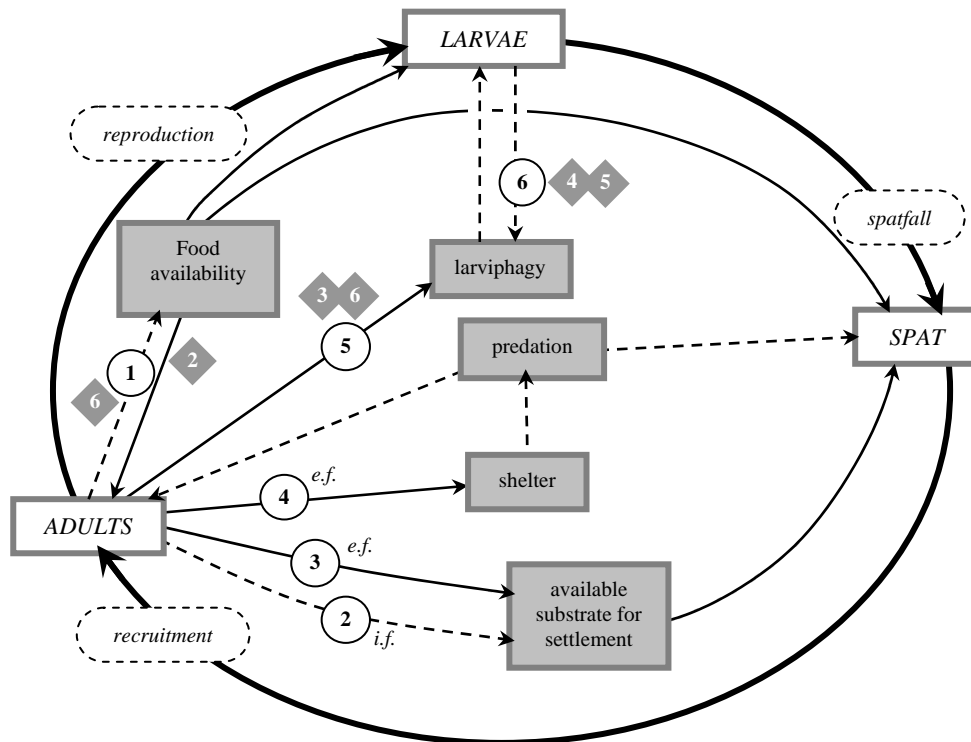 LARVAE
reproduction
6
4
5
spatfall
Food
availability
larviphagy
3
6
5
SPAT
predation
1
2
6
shelter
e.f.
4
ADULTS
e.f.
3
available
substrate for
settlement
2
i.f.
recruitment